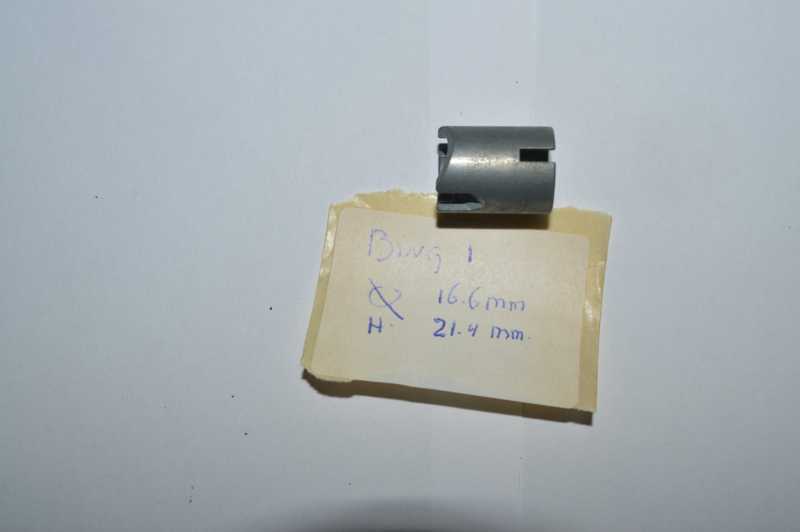 Bing 1
Ø 16.6mm
H. 21.4 mm.